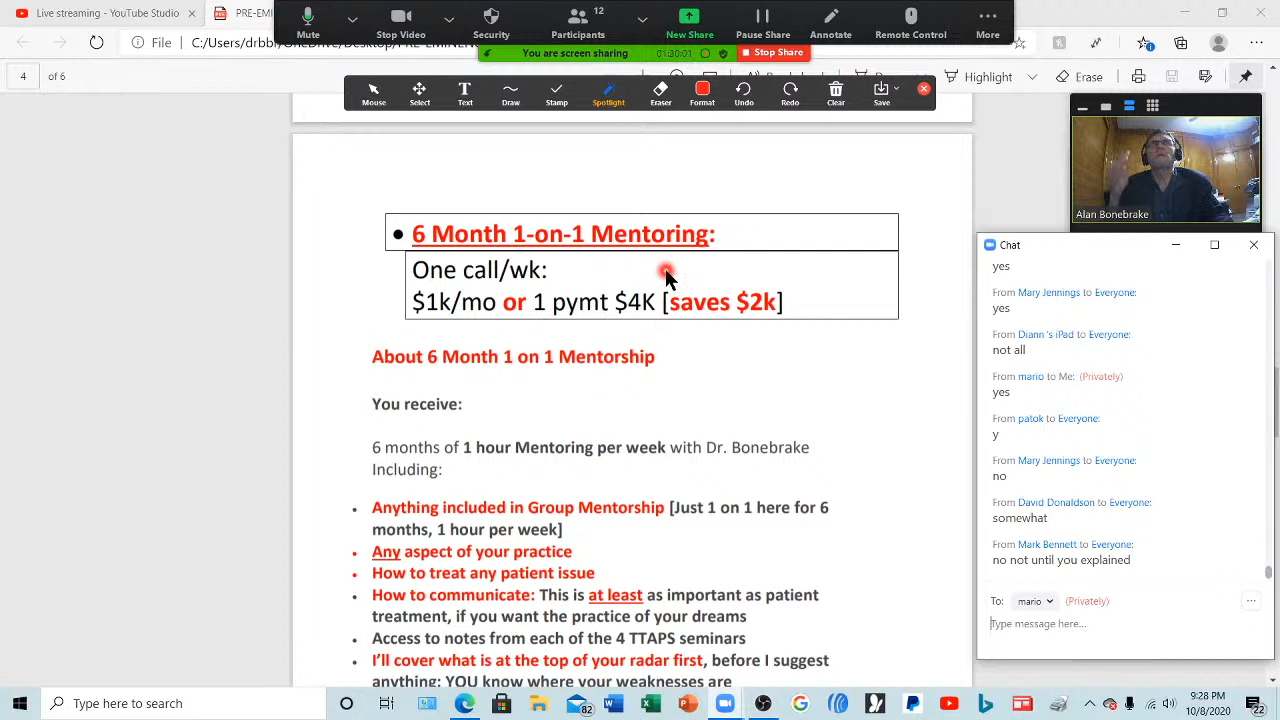 Streaming - YouTube Studio
PRE-EMI
12
Mute
Stop Video
Security
Participants
New Share
Pause Share
Annotate
Remote Control
More
File
C:/Users/drbbl/OneDrive/Desktop/PRE-EMINEN
You are screen sharing
01:30:01
Stop Share
4
of 6
Highlight
Erase
Mouse
Select
Text
Draw
Stamp
Spotlight
Eraser
Format
Undo
Redo
Clear
Save
• 6 Month 1-on-1 Mentoring:
One call/wk:
$1k/mo or 1 pymt $4K [saves $2k]
About 6 Month 1 on 1 Mentorship
You receive:
6 months of 1 hour Mentoring per week with Dr. Bonebrake
Including:
• Anything included in Group Mentorship [Just 1 on 1 here for 6
months, 1 hour per week]
• Any aspect of your practice
• How to treat any patient issue
• How to communicate: This is at least as important as patient
treatment, if you want the practice of your dreams
• Access to notes from each of the 4 TTAPS seminars
• I'll cover what is at the top of your radar first, before I suggest
anything: YOU know where your weaknesses are
Alan Bonebrake
Chat
yes
From Mary Jennings to Everyone:
yes
From Diann 's iPad to Everyone:
not all
From mario to Me: (Privately)
yes
From patok to Everyone:
y
From Mary Jennings to Everyone:
no
From David Donaldson to Everyone:
somewhat
From Mark Bennett to Everyone:
no not until you explained
To: mario (Privately)
Type message here...
Type here to search
82
9:28 PM
10/8/2020
22